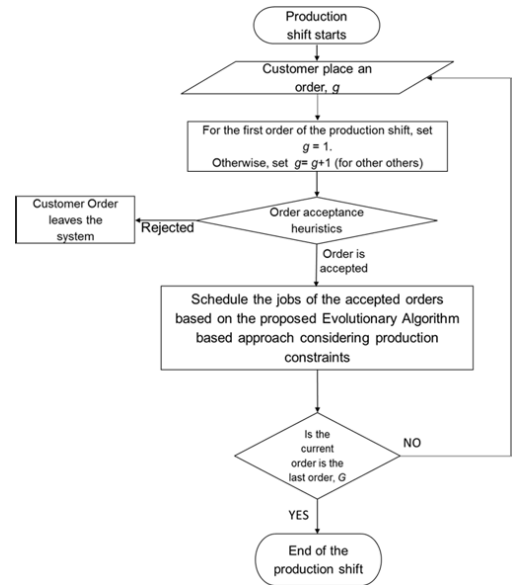 Production
shift starts
Customer place an
order, g
For the first order of the production shift, set
g = 1.
Otherwise, set g= g+1 (for other others)
Order acceptance
heuristics
Customer Order
leaves the
system
Rejected
Order is
accepted
Schedule the jobs of the accepted orders
based on the proposed Evolutionary Algorithm
based approach considering production
constraints
Is the
current
order is the
last order, G
NO
YES
End of the
production shift